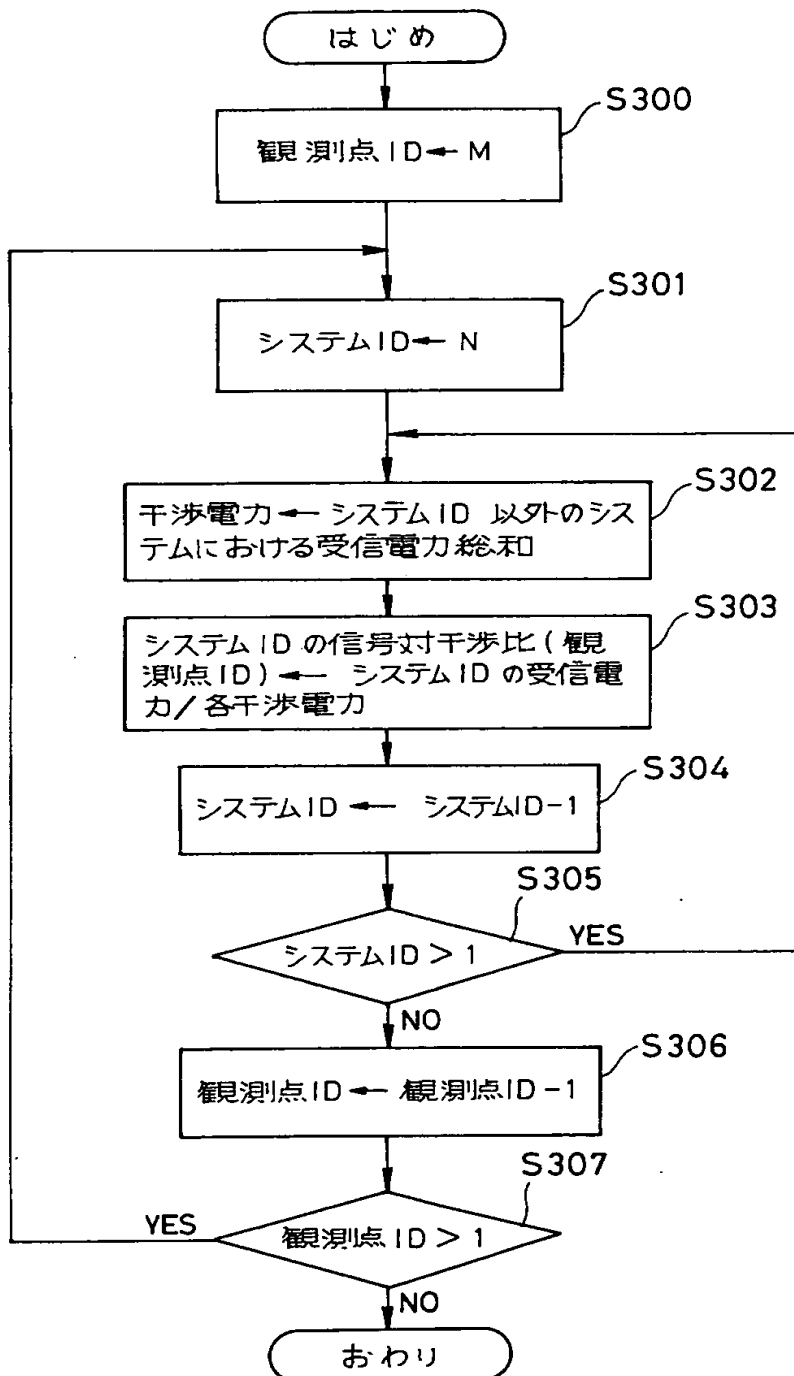 はじめ
S300
観測点ID← M
S301
システムID← N
S302
干渉電力← システムID 以外のシス
テムにおける受信電力総和
S303
システムIDの信号対干渉比(観
測点ID)← システムIDの受信電
力/各干渉電力
S304
システムID ← システムID-1
S305
システムID > 1
YES
NO
S306
観測点ID← 観測点ID-1
S307
観測点ID > 1
YES
NO
おわり